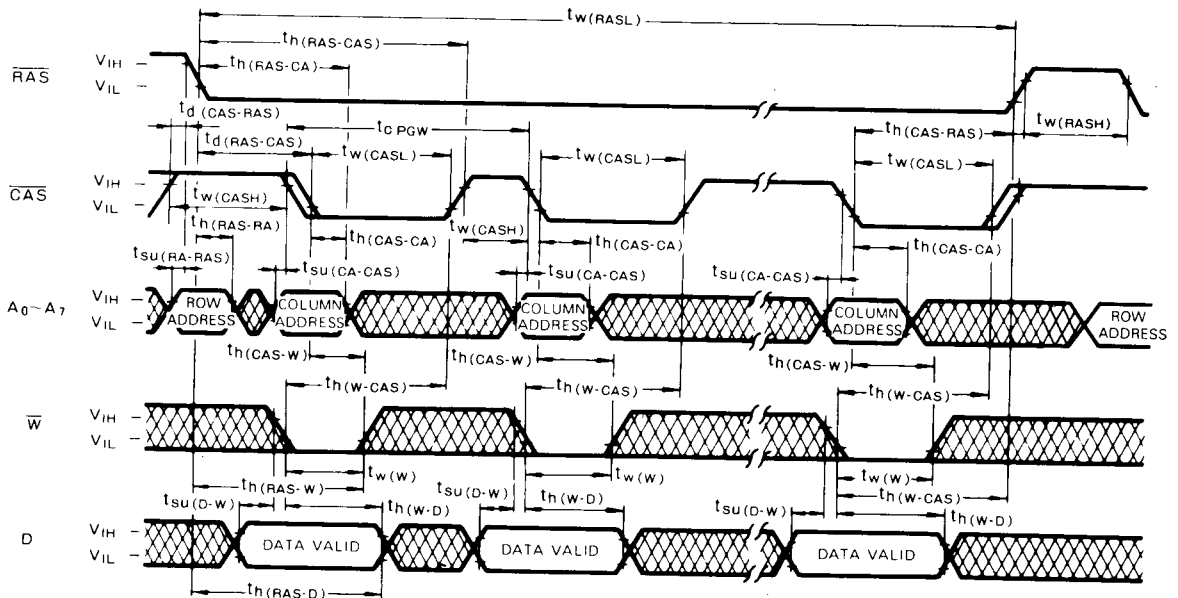 tw(RASL)
th(RAS-CAS)
RAS
VIH
VIL
th(RAS-CA)
td(CAS-RAS)
tCPGW
td(RAS-CAS)
th(CAS-RAS)
tw(RASH)
tw(CASL)
tw(CASL)
tw(CASL)
CAS
VIH
VIL
tw(CASH)
th(RAS-RA)
tw(CASH)
th(CAS-CA)
th(CAS-CA)
th(CAS-CA)
tsu(RA-RAS)
tsu(CA-CAS)
tsu(CA-CAS)
tsu(CA-CAS)
A0~A7
VIH
VIL
ROW ADDRESS
COLUMN ADDRESS
COLUMN ADDRESS
COLUMN ADDRESS
ROW ADDRESS
th(CAS-W)
th(CAS-W)
th(CAS-W)
th(W-CAS)
th(W-CAS)
th(W-CAS)
W
VIH
VIL
tw(W)
tw(W)
tw(W)
th(RAS-W)
th(W-CAS)
tsu(D-W)
th(W-D)
tsu(D-W)
th(W-D)
tsu(D-W)
th(W-D)
D
VIH
VIL
DATA VALID
DATA VALID
DATA VALID
th(RAS-D)